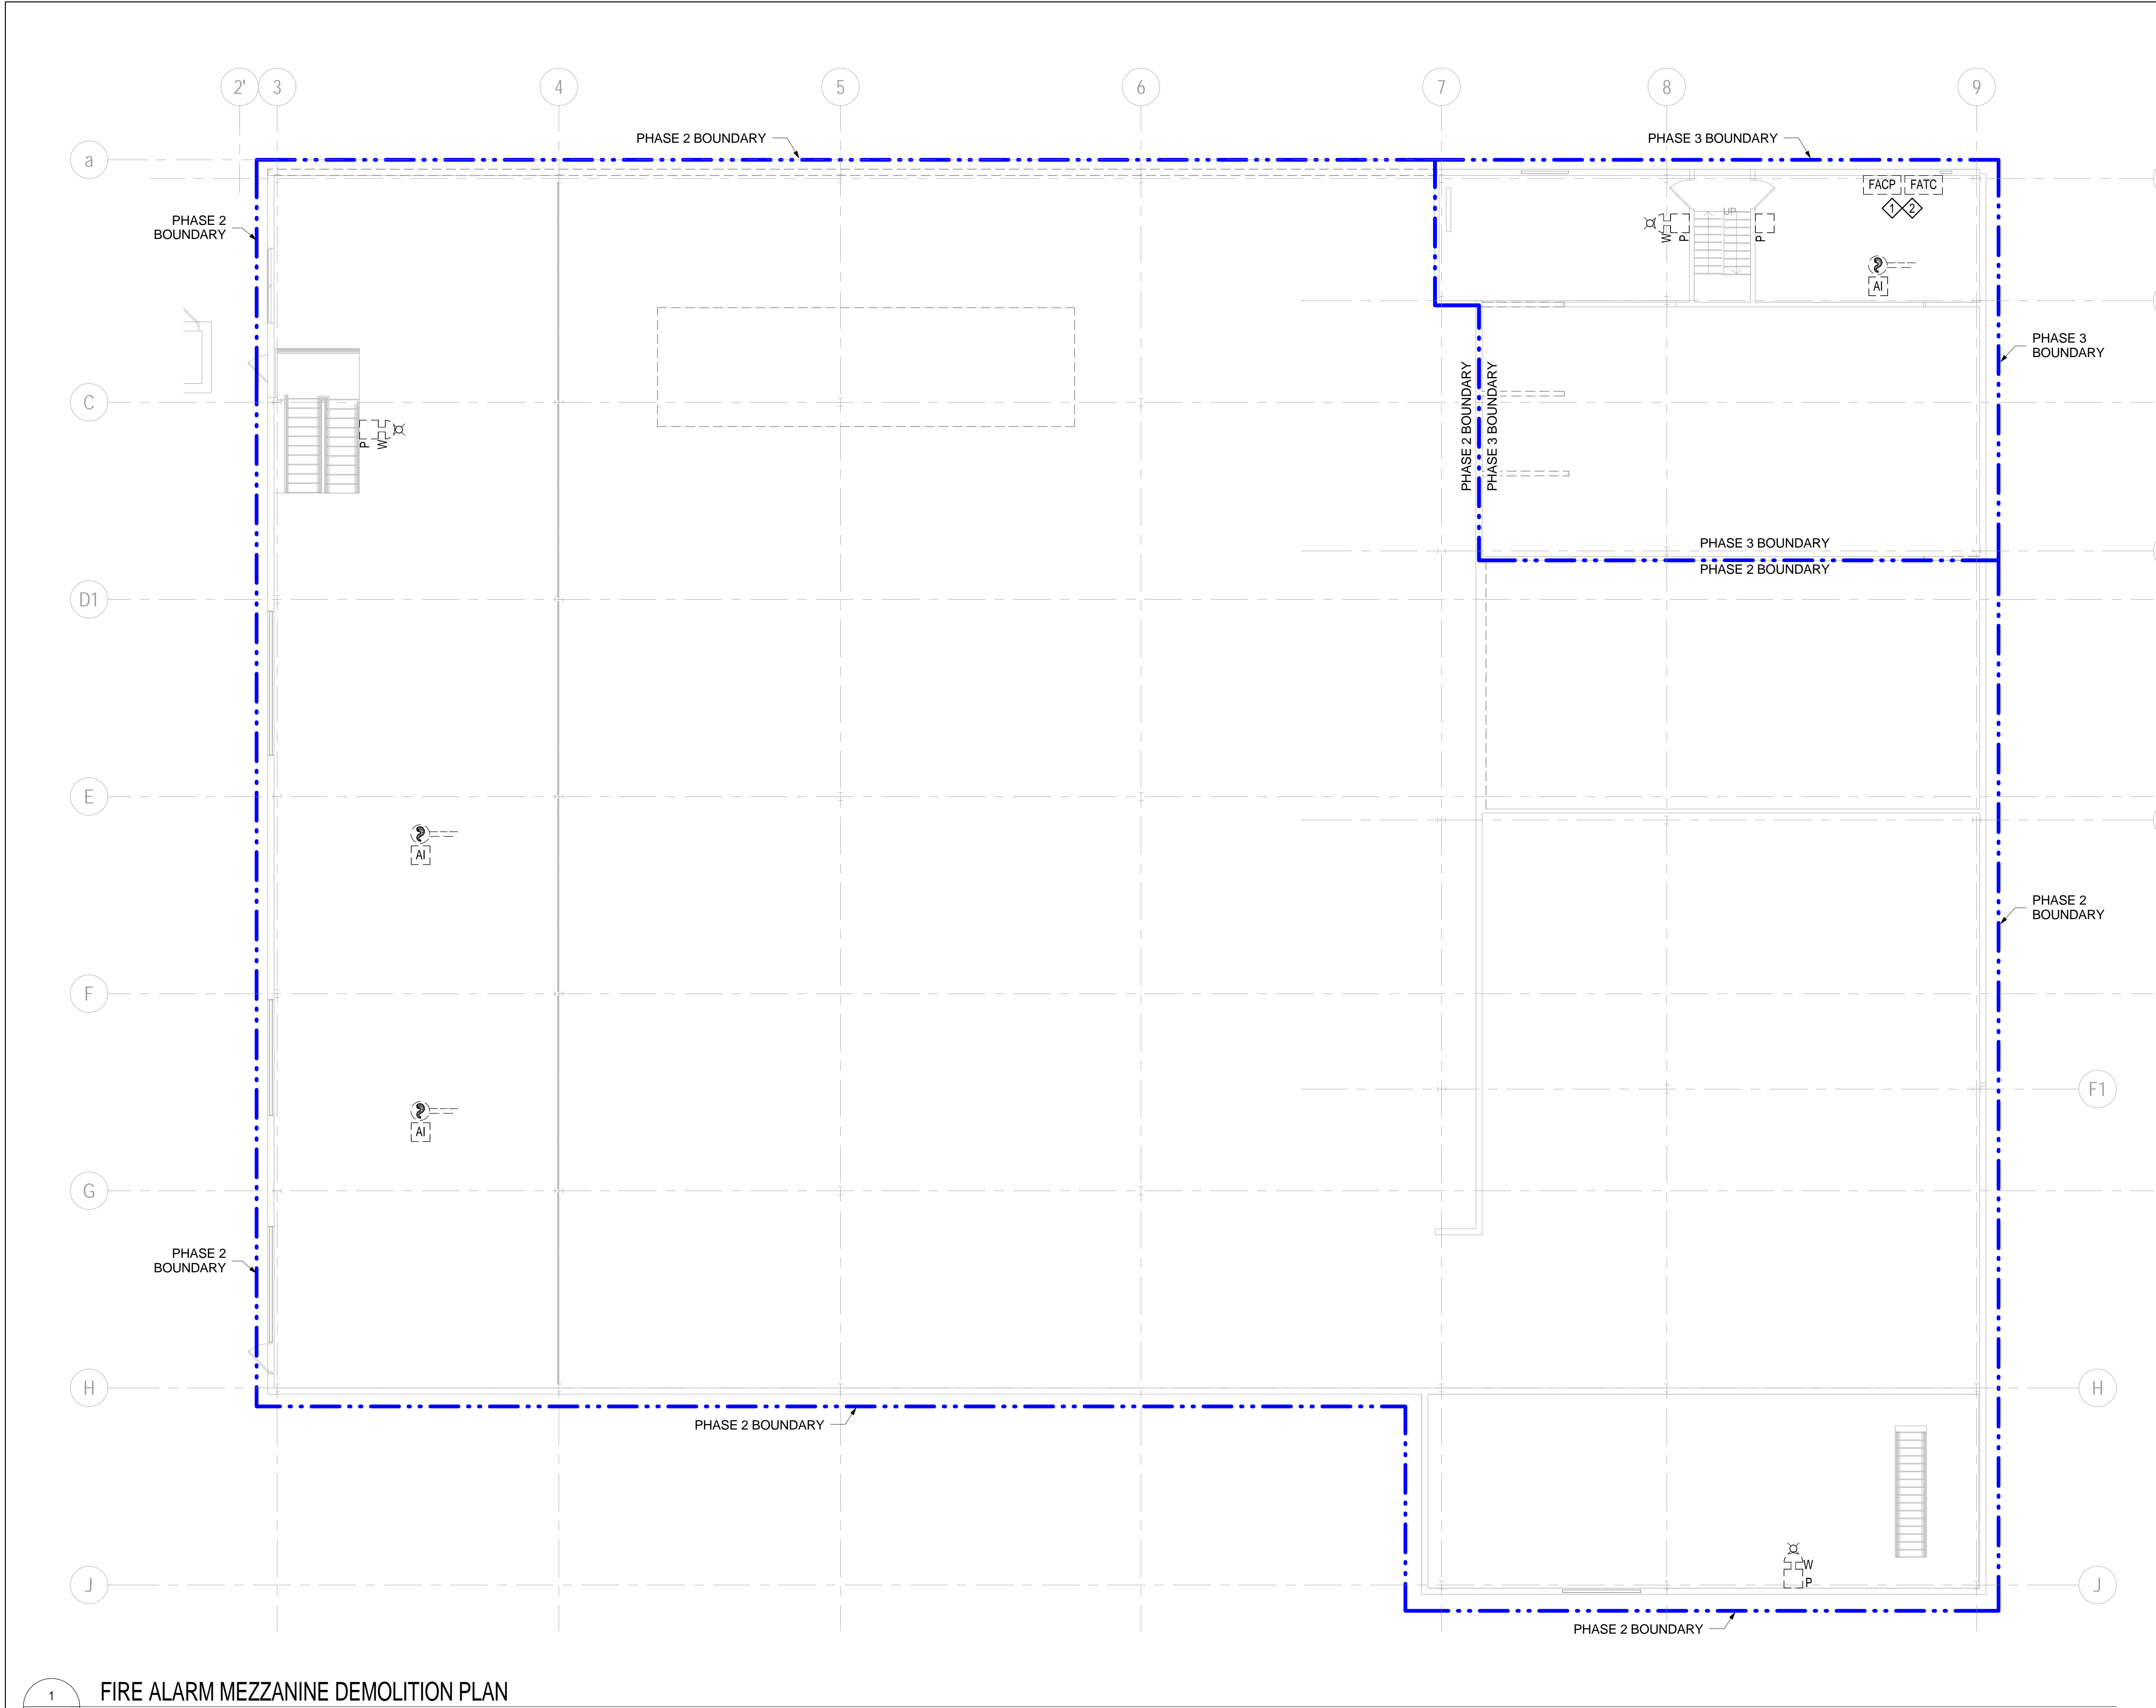 2' 3 4 5 6 7 8 9
PHASE 2 BOUNDARY
PHASE 3 BOUNDARY
a
FACP FATC
1 2
UP
W P
P
AI
PHASE 2
BOUNDARY
PHASE 3
BOUNDARY
PHASE 2 BOUNDARY
PHASE 3 BOUNDARY
C
P W
PHASE 3 BOUNDARY
PHASE 2 BOUNDARY
D1
E
AI
PHASE 2
BOUNDARY
F
F1
AI
G
PHASE 2
BOUNDARY
H
H
PHASE 2 BOUNDARY
W
P
J
J
PHASE 2 BOUNDARY
1
FIRE ALARM MEZZANINE DEMOLITION PLAN